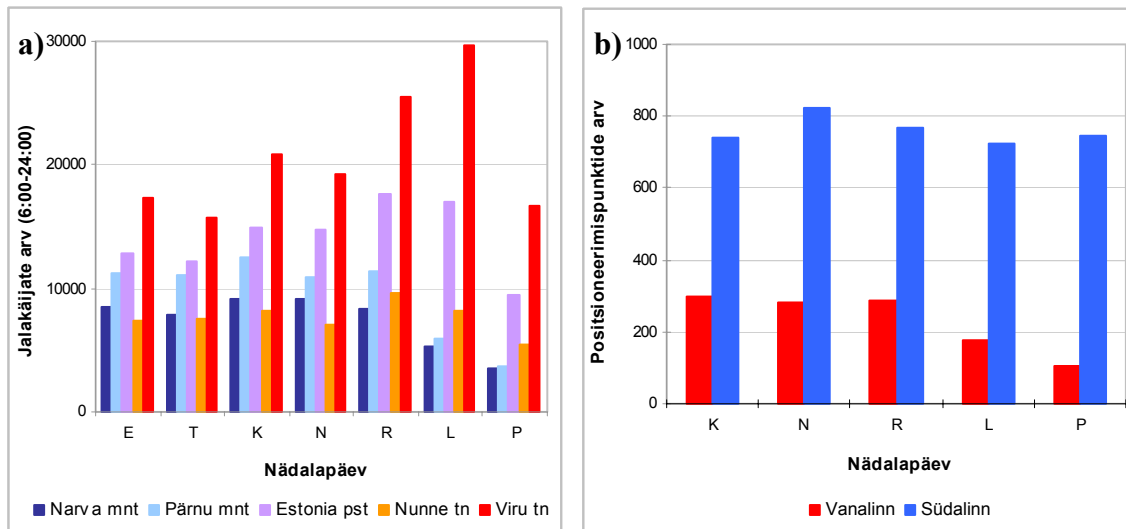 a)
Jalakäijate arv (6:00-24:00)
30000
20000
10000
0
E T K N R L P
Nädalapäev
Narva mnt Pärnu mnt Estonia pst Nunne tn Viru tn
b)
Positsioneerimispunktide arv
1000
800
600
400
200
0
K N R L P
Nädalapäev
Vanalinn Südalinn